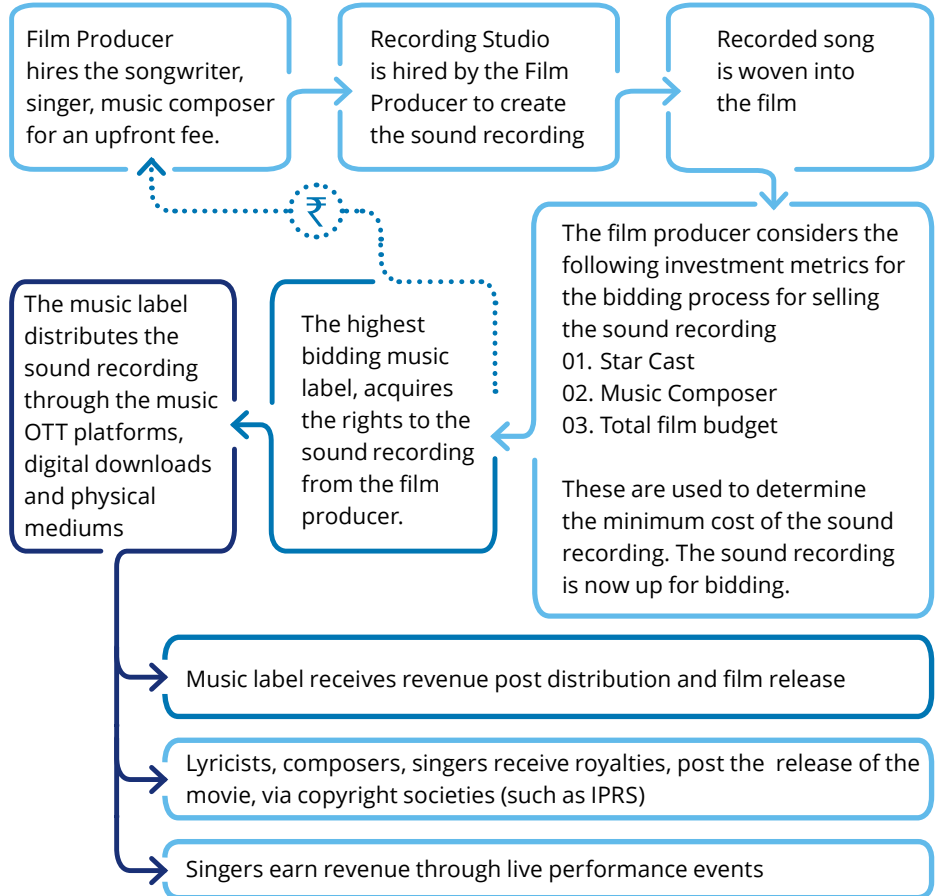 Film Producer
hires the songwriter,
singer, music composer
for an upfront fee.
Recording Studio
is hired by the Film
Producer to create
the sound recording
Recorded song
is woven into
the film
₹
The film producer considers the
following investment metrics for
the bidding process for selling
the sound recording
01. Star Cast
02. Music Composer
03. Total film budget
These are used to determine
the minimum cost of the sound
recording. The sound recording
is now up for bidding.
The highest
bidding music
label, acquires
the rights to the
sound recording
from the film
producer.
The music label
distributes the
sound recording
through the music
OTT platforms,
digital downloads
and physical
mediums
Music label receives revenue post distribution and film release
Lyricists, composers, singers receive royalties, post the  release of the
movie, via copyright societies (such as IPRS)
Singers earn revenue through live performance events